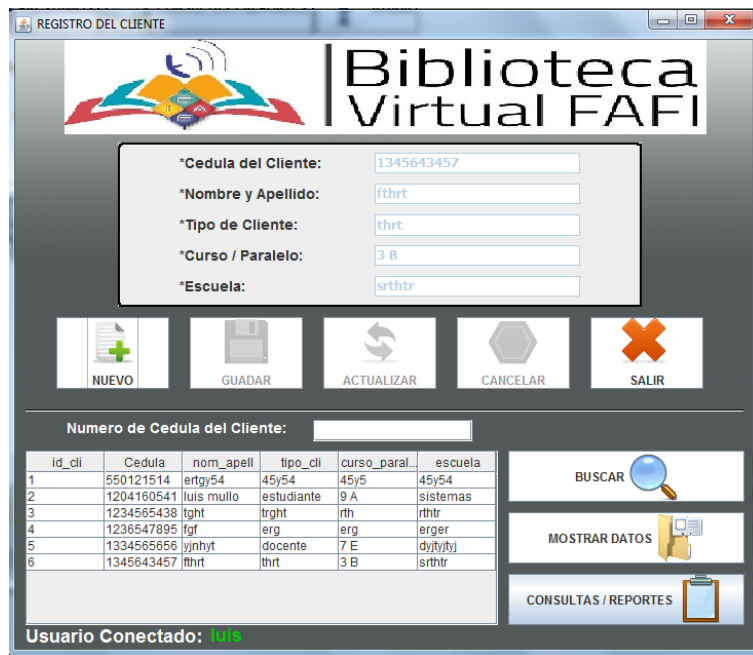 REGISTRO DEL CLIENTE
Biblioteca
Virtual FAFI
*Cedula del Cliente: 1345643457
*Nombre y Apellido: fthrt
*Tipo de Cliente: thrt
*Curso / Paralelo: 3 B
*Escuela: srthtr
NUEVO GUADAR ACTUALIZAR CANCELAR SALIR
Numero de Cedula del Cliente:
id_cli Cedula nom_apell tipo_cli curso_paral... escuela
1 550121514 ertgy54 45y54 45y5 45y54
2 1204160541 luis mullo estudiante 9 A sistemas
3 1234565438 tght trght rth rthtr
4 1236547895 fgf erg erg erger
5 1334565656 yjnhyt docente 7 E dyjtyjtyj
6 1345643457 fthrt thrt 3 B srthtr
BUSCAR
MOSTRAR DATOS
CONSULTAS / REPORTES
Usuario Conectado: luis